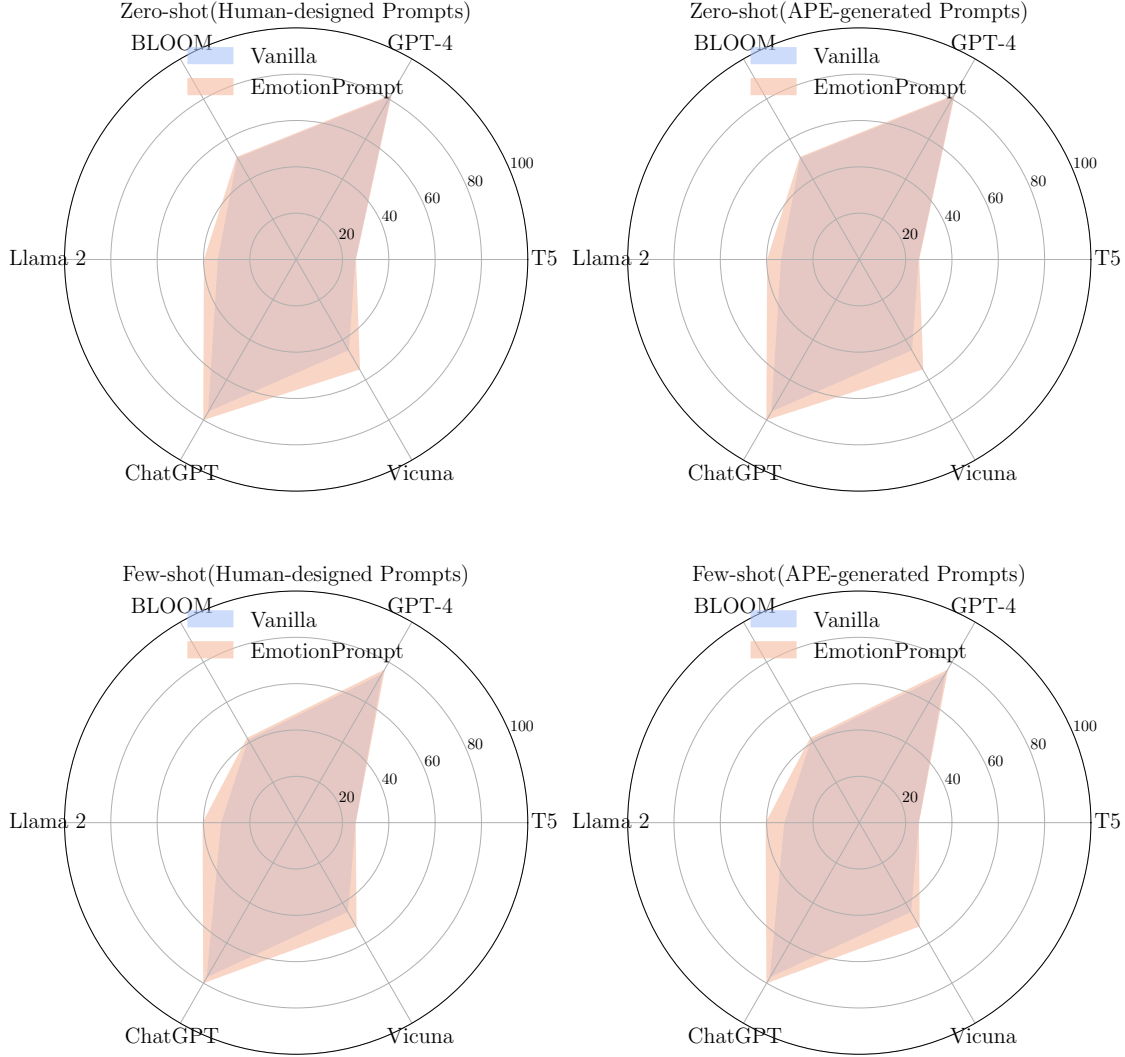 Zero-shot(Human-designed Prompts)
BLOOM
GPT-4
Vanilla
EmotionPrompt
100
80
60
40
20
Llama 2
T5
ChatGPT
Vicuna
Zero-shot(APE-generated Prompts)
BLOOM
GPT-4
Vanilla
EmotionPrompt
100
80
60
40
20
Llama 2
T5
ChatGPT
Vicuna
Few-shot(Human-designed Prompts)
BLOOM
GPT-4
Vanilla
EmotionPrompt
100
80
60
40
20
Llama 2
T5
ChatGPT
Vicuna
Few-shot(APE-generated Prompts)
BLOOM
GPT-4
Vanilla
EmotionPrompt
100
80
60
40
20
Llama 2
T5
ChatGPT
Vicuna